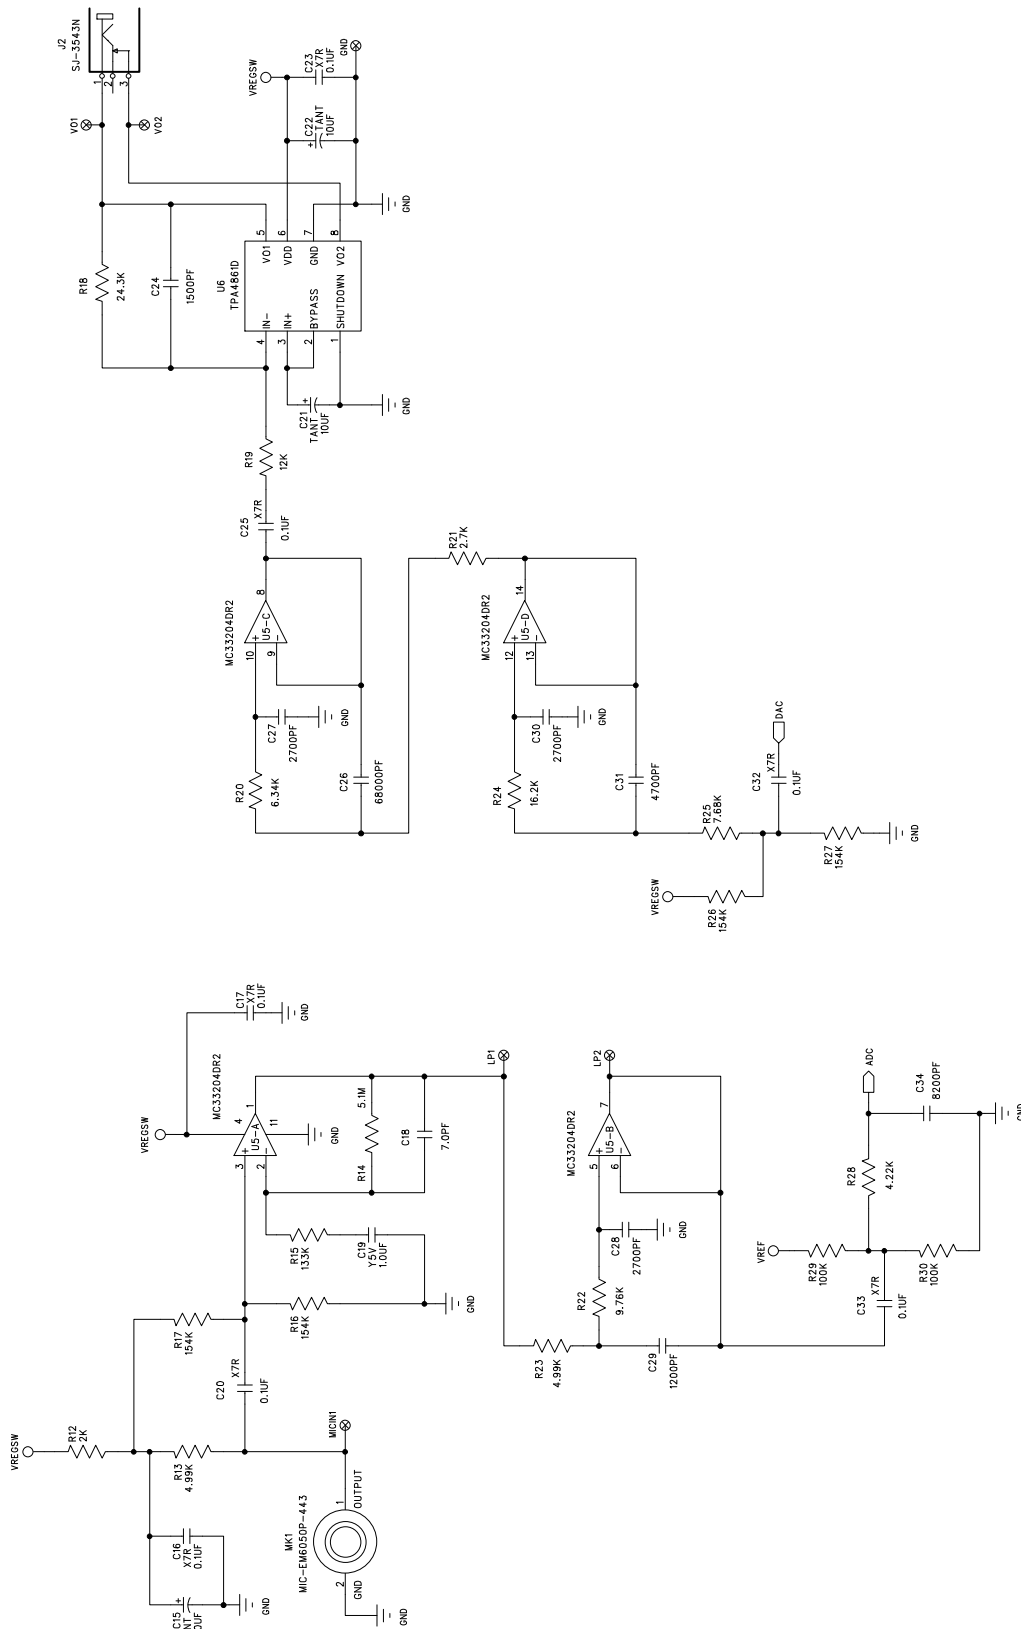 J2
SJ-3543N
1
2
3
VO1
VO2
VREGSW
C23
X7R
0.1UF
GND
C22
TANT
10UF
+
GND
5
6
7
8
VO1
VDD
GND
VO2
U6
TPA4861D
IN-
IN+
BYPASS
SHUTDOWN
4
3
2
1
R18
24.3K
C24
1500PF
C21
TANT
10UF
+
GND
R19
12K
C25
X7R
0.1UF
MC33204DR2
8
U5-C
+
-
10
9
C27
2700PF
GND
R20
6.34K
C26
68000PF
R21
2.7K
MC33204DR2
14
U5-D
+
-
12
13
C30
2700PF
GND
R24
16.2K
C31
4700PF
DAC
C32
X7R
0.1UF
R25
7.68K
R27
154K
GND
VREGSW
R26
154K
C17
X7R
0.1UF
GND
VREGSW
MC33204DR2
4
1
11
U5-A
+
-
3
2
GND
R14
5.1M
C18
7.0PF
LP1
R15
133K
C19
Y5V
1.0UF
R17
154K
R16
154K
GND
C20
X7R
0.1UF
VREGSW
R12
2K
R13
4.99K
MICIN1
C16
X7R
0.1UF
C15
NT
0UF
+
GND
MK1
MIC-EM6050P-443
1
OUTPUT
2
GND
GND
LP2
MC33204DR2
7
U5-B
+
-
5
6
C28
2700PF
GND
R22
9.76K
R23
4.99K
C29
1200PF
ADC
C34
8200PF
GND
R28
4.22K
VREF
R29
100K
R30
100K
C33
X7R
0.1UF